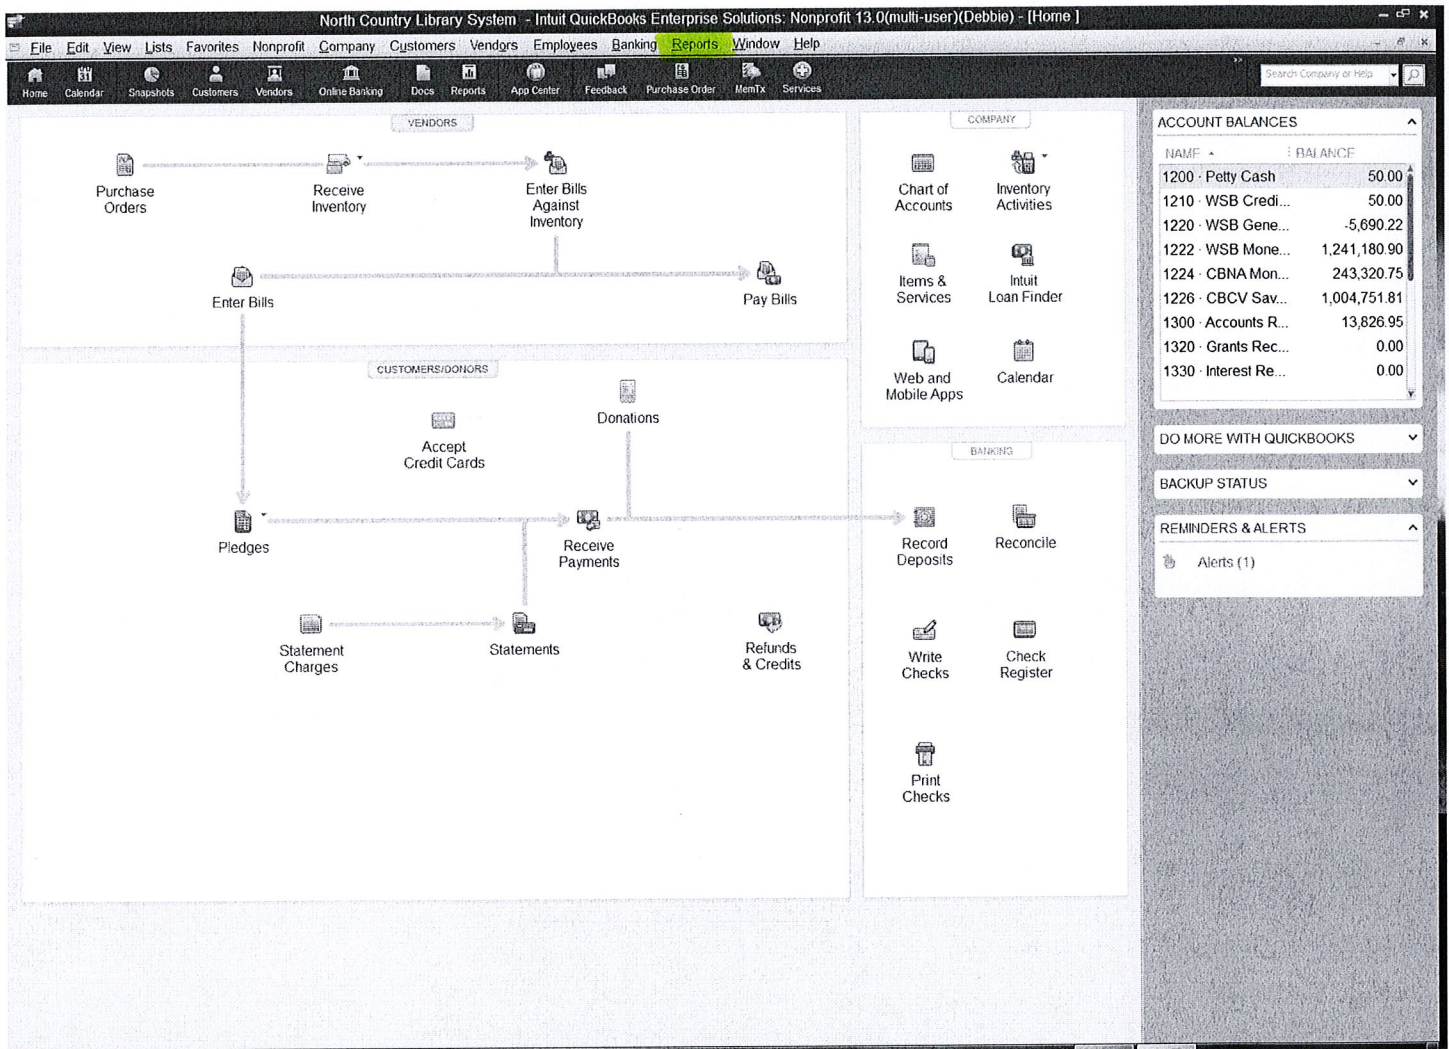 North Country Library System - Intuit QuickBooks Enterprise Solutions: Nonprofit 13.0(multi-user)(Debbie) - [Home ]
File Edit View Lists Favorites Nonprofit Company Customers Vendors Employees Banking Reports Window Help
Home Calendar Snapshots Customers Vendors Online Banking Docs Reports App Center Feedback Purchase Order MemTx Services
Search Company or Help
VENDORS
Purchase
Orders
Receive
Inventory
Enter Bills
Against
Inventory
Enter Bills
Pay Bills
CUSTOMERS/DONORS
Donations
Accept
Credit Cards
Pledges
Receive
Payments
Statement
Charges
Statements
Refunds
& Credits
COMPANY
Chart of
Accounts
Inventory
Activities
Items &
Services
Intuit
Loan Finder
Web and
Mobile Apps
Calendar
BANKING
Record
Deposits
Reconcile
Write
Checks
Check
Register
Print
Checks
ACCOUNT BALANCES
NAME BALANCE
1200 · Petty Cash 50.00
1210 · WSB Credi... 50.00
1220 · WSB Gene... -5,690.22
1222 · WSB Mone... 1,241,180.90
1224 · CBNA Mon... 243,320.75
1226 · CBCV Sav... 1,004,751.81
1300 · Accounts R... 13,826.95
1320 · Grants Rec... 0.00
1330 · Interest Re... 0.00
DO MORE WITH QUICKBOOKS
BACKUP STATUS
REMINDERS & ALERTS
Alerts (1)